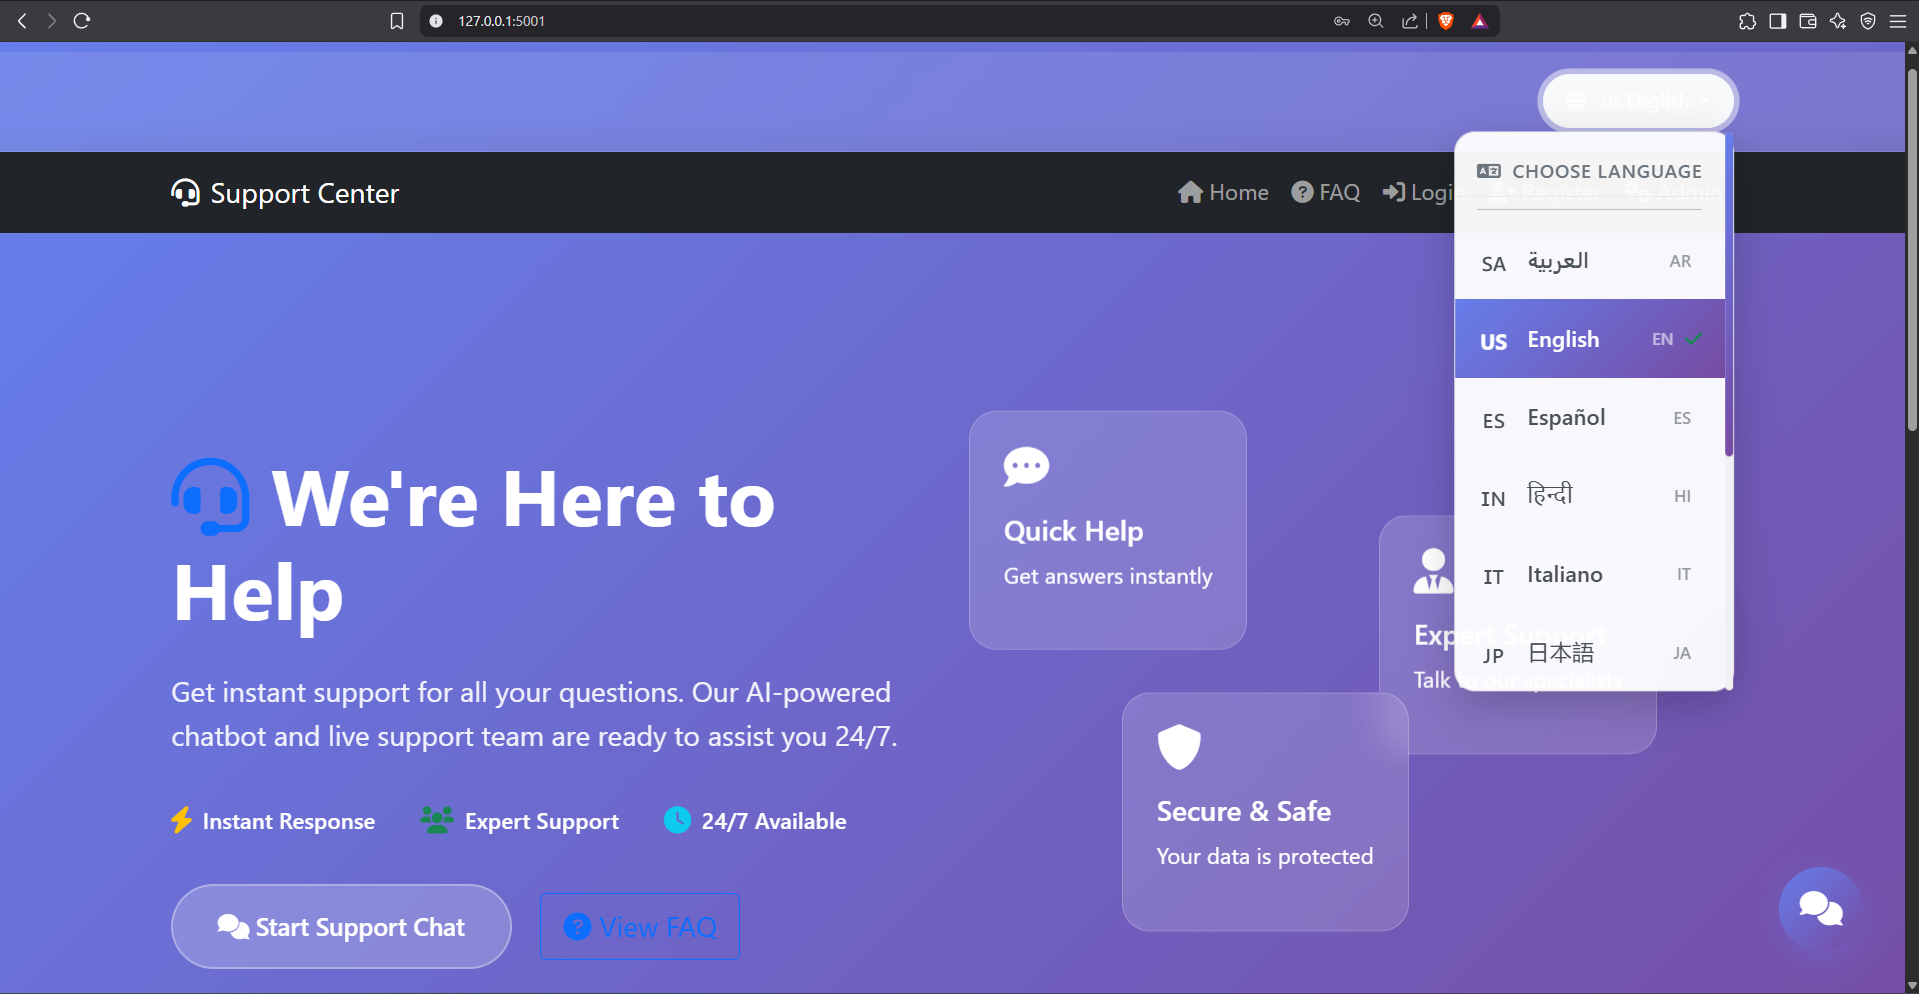 127.0.0.1:5001
us English
Support Center
Home
FAQ
Login
Register
Admin
CHOOSE LANGUAGE
SA العربية AR
US English EN
ES Español ES
IN हिन्दी HI
IT Italiano IT
JP 日本語 JA
We're Here to
Help
Get instant support for all your questions. Our AI-powered
chatbot and live support team are ready to assist you 24/7.
Instant Response
Expert Support
24/7 Available
Start Support Chat
View FAQ
Quick Help
Get answers instantly
Expert Support
Talk to our specialists
Secure & Safe
Your data is protected